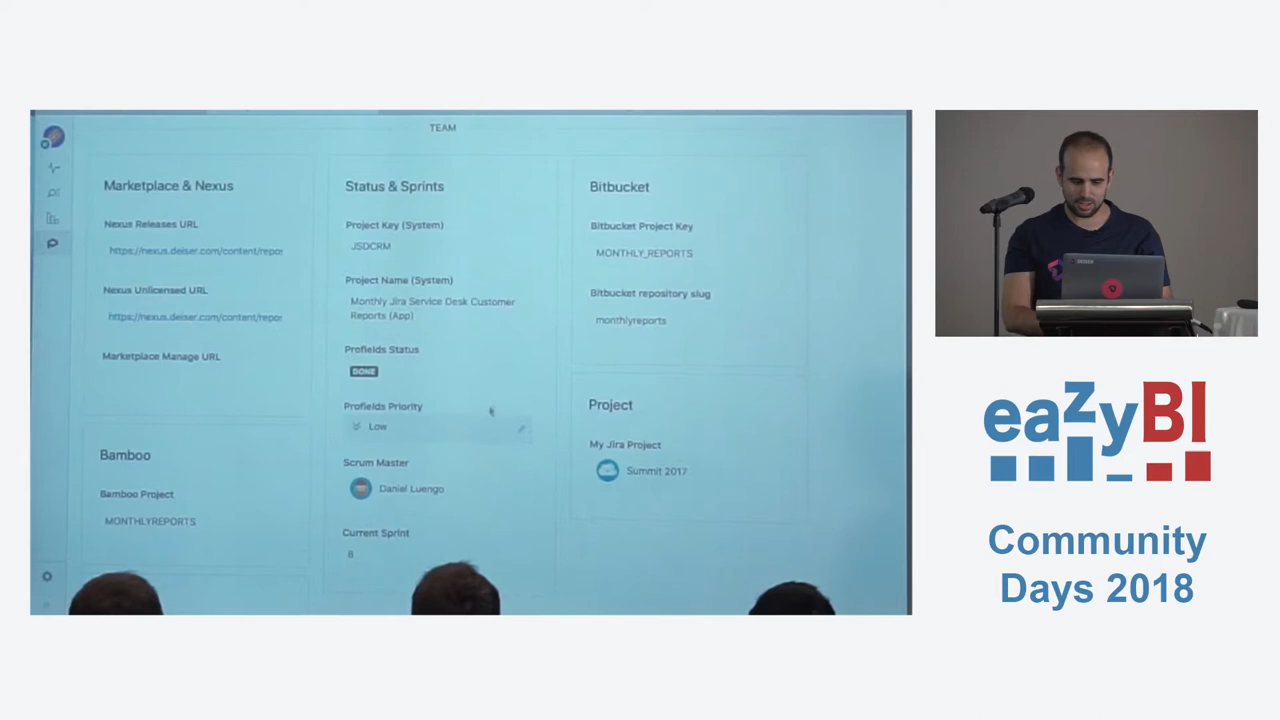 TEAM
Marketplace & Nexus
Nexus Releases URL
https://nexus.deiser.com/content/repo
Nexus Unlicensed URL
https://nexus.deiser.com/content/repo
Marketplace Manage URL
Bamboo
Bamboo Project
MONTHLYREPORTS
Status & Sprints
Project Key (System)
JSDCRM
Project Name (System)
Monthly Jira Service Desk Customer
Reports (App)
Profields Status
DONE
Profields Priority
Low
Scrum Master
Daniel Luengo
Current Sprint
8
Bitbucket
Bitbucket Project Key
MONTHLY_REPORTS
Bitbucket repository slug
monthlyreports
Project
My Jira Project
Summit 2017
DEISER
eazyBI
Community
Days 2018